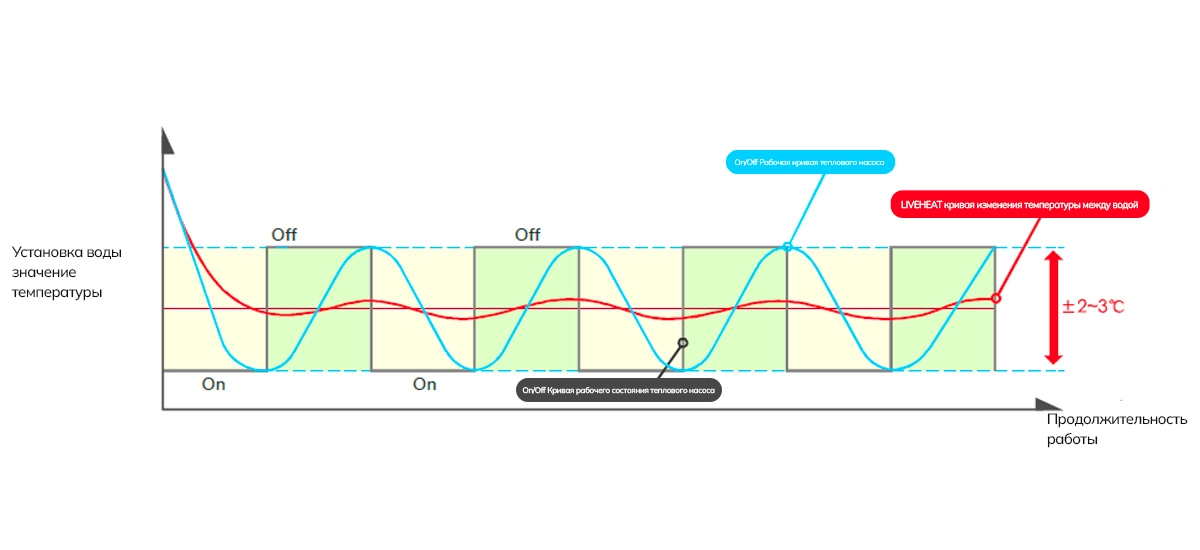 On/Off Рабочая кривая теплового насоса
LIVEHEAT кривая изменения температуры между водой
Off
Off
Установка воды
значение
температуры
±2~3℃
On
On
On/Off Кривая рабочего состояния теплового насоса
Продолжительность
работы